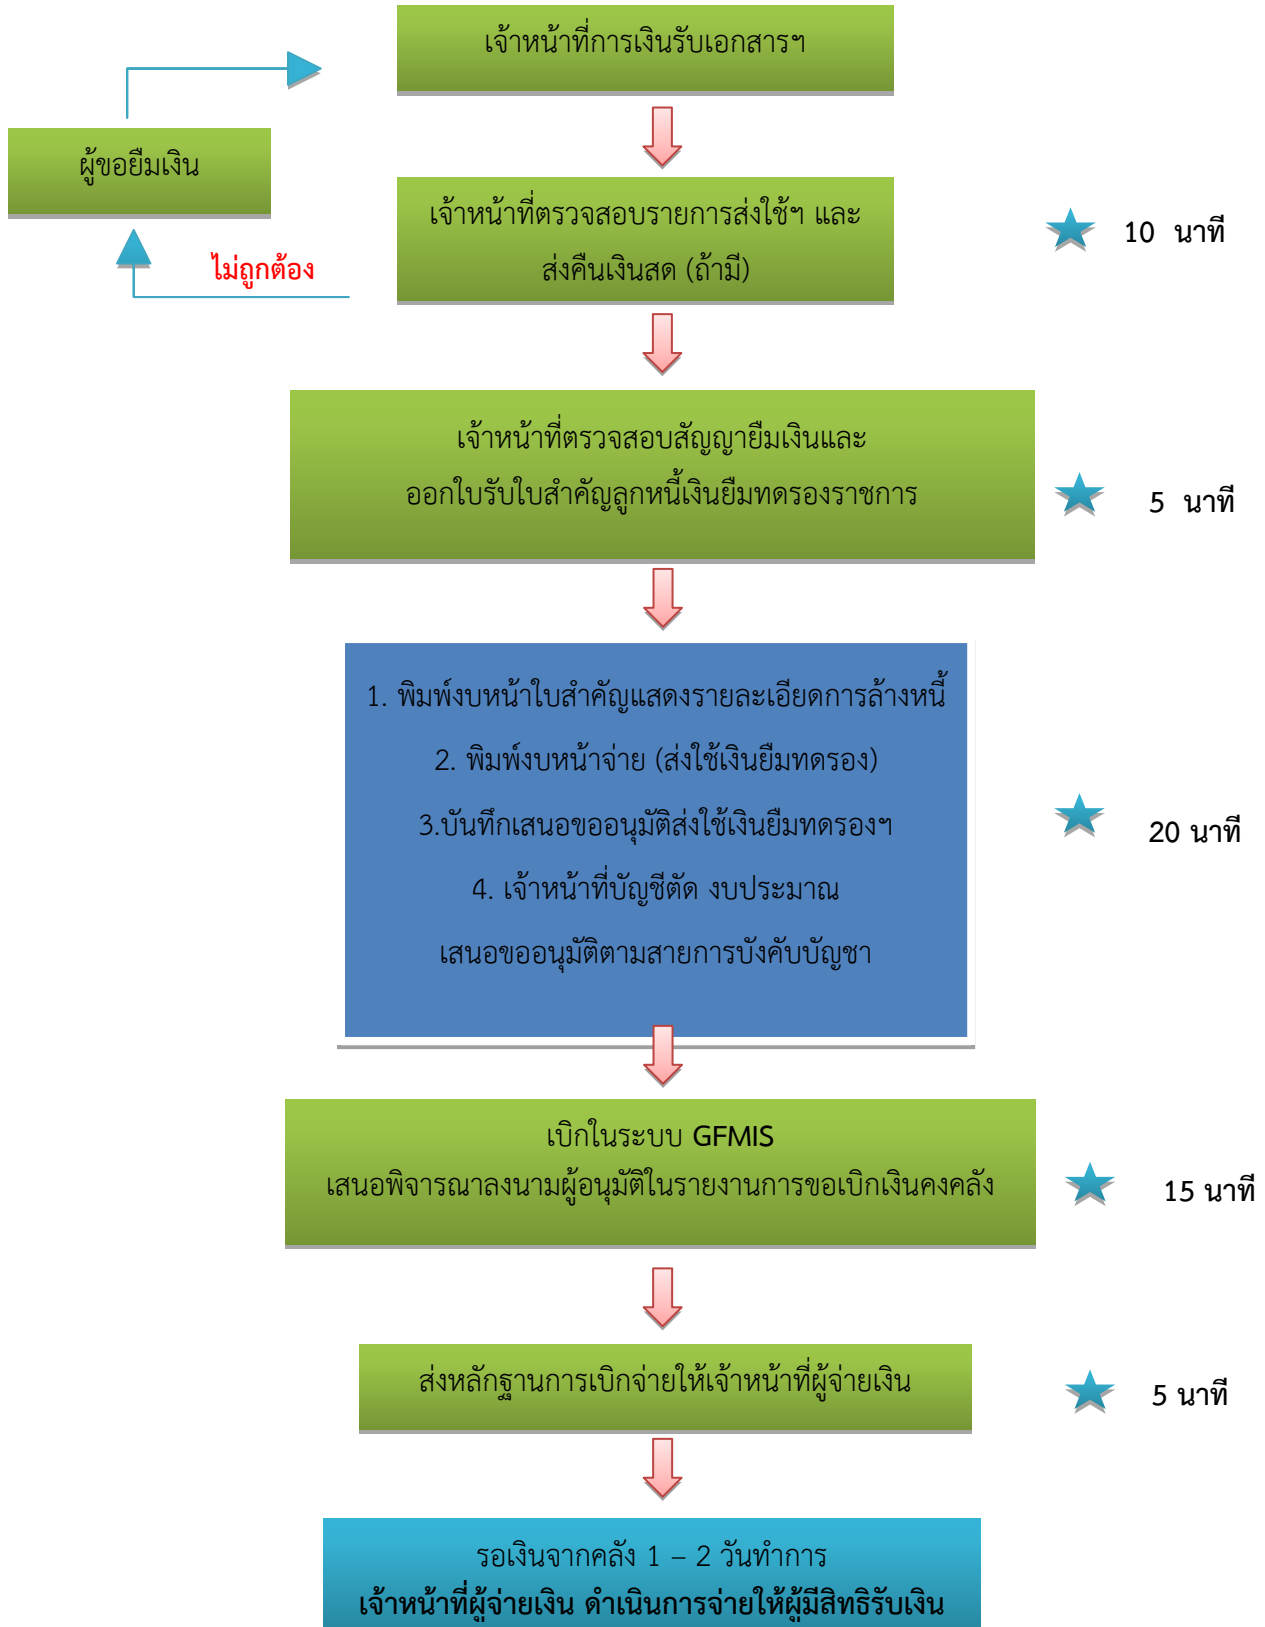 เจ้าหน้าที่การเงินรับเอกสารฯ
ผู้ขอยืมเงิน
เจ้าหน้าที่ตรวจสอบรายการส่งใช้ฯ และ
ส่งคืนเงินสด (ถ้ามี)
10 นาที
ไม่ถูกต้อง
เจ้าหน้าที่ตรวจสอบสัญญายืมเงินและ
ออกใบรับใบสำคัญลูกหนี้เงินยืมทดรองราชการ
5 นาที
1. พิมพ์งบหน้าใบสำคัญแสดงรายละเอียดการล้างหนี้
2. พิมพ์งบหน้าจ่าย (ส่งใช้เงินยืมทดรอง)
3.บันทึกเสนอขออนุมัติส่งใช้เงินยืมทดรองฯ
4. เจ้าหน้าที่บัญชีตัด งบประมาณ
เสนอขออนุมัติตามสายการบังคับบัญชา
20 นาที
เบิกในระบบ GFMIS
เสนอพิจารณาลงนามผู้อนุมัติในรายงานการขอเบิกเงินคงคลัง
15 นาที
ส่งหลักฐานการเบิกจ่ายให้เจ้าหน้าที่ผู้จ่ายเงิน
5 นาที
รอเงินจากคลัง 1 – 2 วันทำการ
เจ้าหน้าที่ผู้จ่ายเงิน ดำเนินการจ่ายให้ผู้มีสิทธิรับเงิน